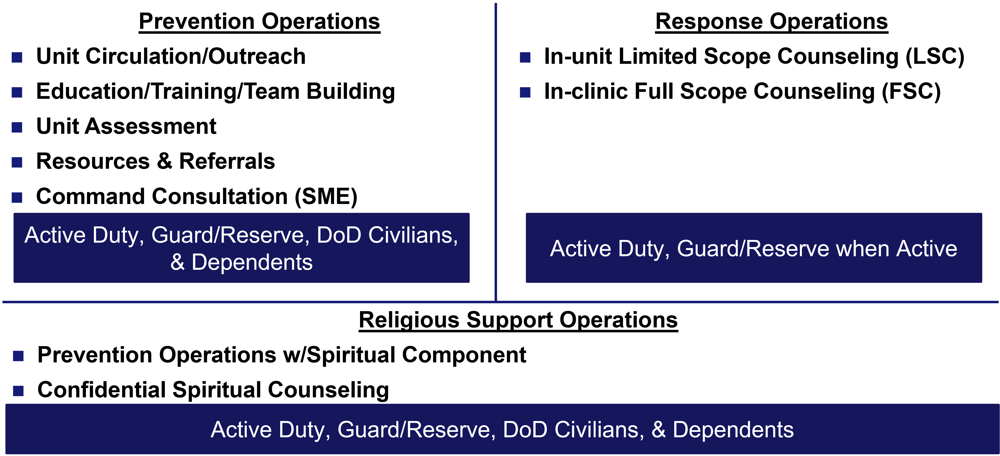 Prevention Operations
Unit Circulation/Outreach
Education/Training/Team Building
Unit Assessment
Resources & Referrals
Command Consultation (SME)
Active Duty, Guard/Reserve, DoD Civilians,
& Dependents
Response Operations
In-unit Limited Scope Counseling (LSC)
In-clinic Full Scope Counseling (FSC)
Active Duty, Guard/Reserve when Active
Religious Support Operations
Prevention Operations w/Spiritual Component
Confidential Spiritual Counseling
Active Duty, Guard/Reserve, DoD Civilians, & Dependents